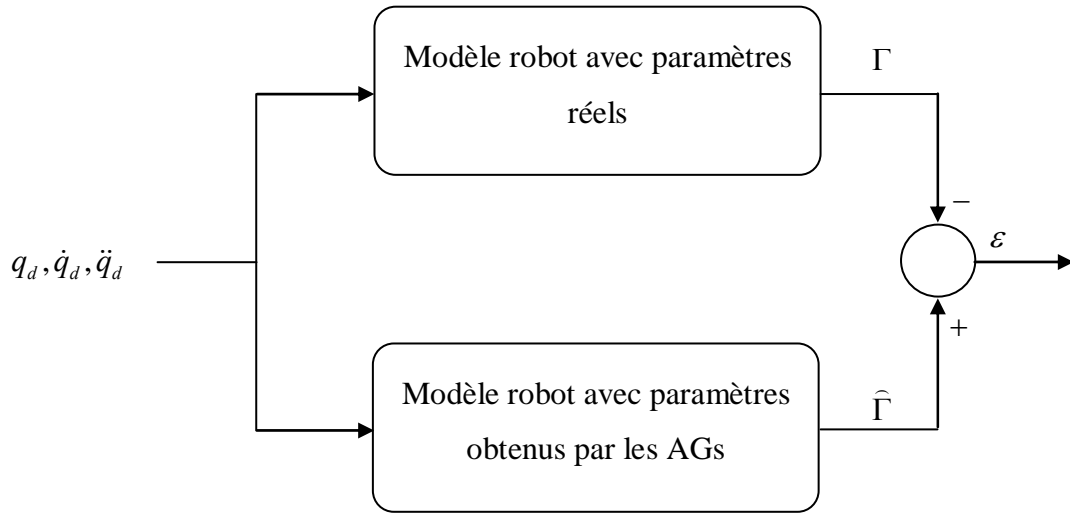 Modèle robot avec paramètres
réels
Γ
−
q_d, q̇_d, q̈_d
ε
+
Modèle robot avec paramètres
obtenus par les AGs
Γ̂